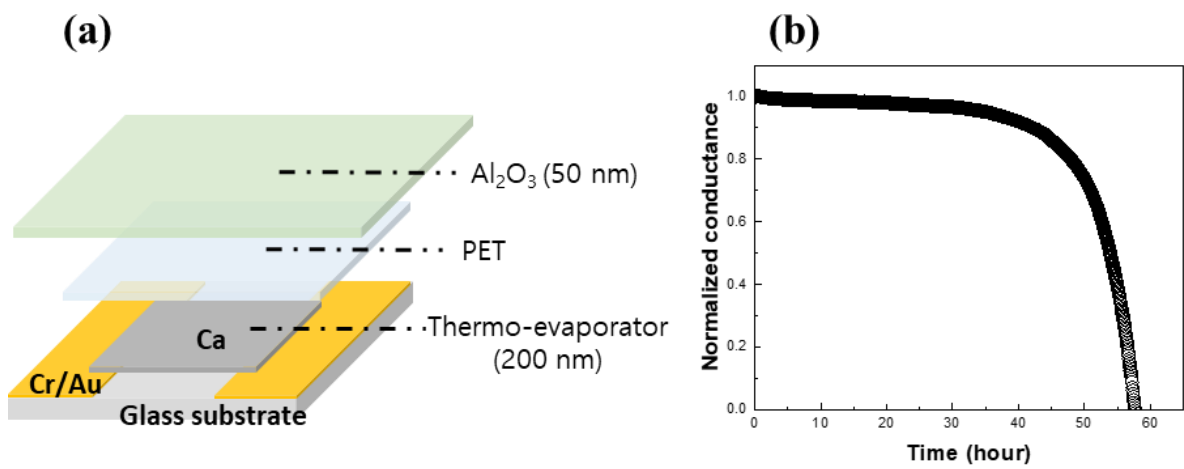 (a)
Al₂O₃ (50 nm)
PET
Thermo-evaporator
(200 nm)
Ca
Cr/Au
Glass substrate
(b)
Normalized conductance
1.0
0.8
0.6
0.4
0.2
0.0
0 10 20 30 40 50 60
Time (hour)